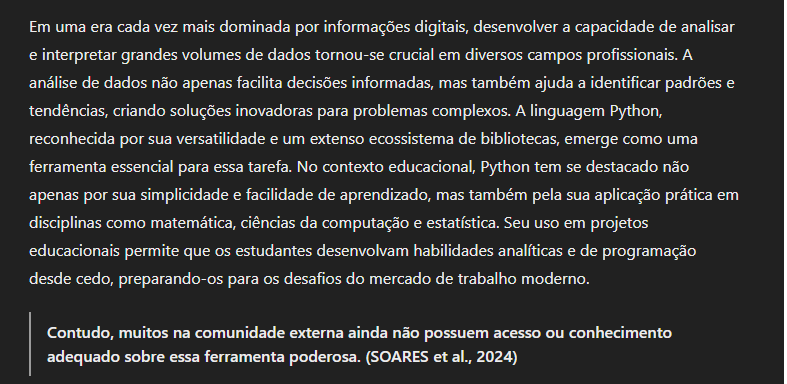 Em uma era cada vez mais dominada por informações digitais, desenvolver a capacidade de analisar
e interpretar grandes volumes de dados tornou-se crucial em diversos campos profissionais. A
análise de dados não apenas facilita decisões informadas, mas também ajuda a identificar padrões e
tendências, criando soluções inovadoras para problemas complexos. A linguagem Python,
reconhecida por sua versatilidade e um extenso ecossistema de bibliotecas, emerge como uma
ferramenta essencial para essa tarefa. No contexto educacional, Python tem se destacado não
apenas por sua simplicidade e facilidade de aprendizado, mas também pela sua aplicação prática em
disciplinas como matemática, ciências da computação e estatística. Seu uso em projetos
educacionais permite que os estudantes desenvolvam habilidades analíticas e de programação
desde cedo, preparando-os para os desafios do mercado de trabalho moderno.
Contudo, muitos na comunidade externa ainda não possuem acesso ou conhecimento
adequado sobre essa ferramenta poderosa. (SOARES et al., 2024)